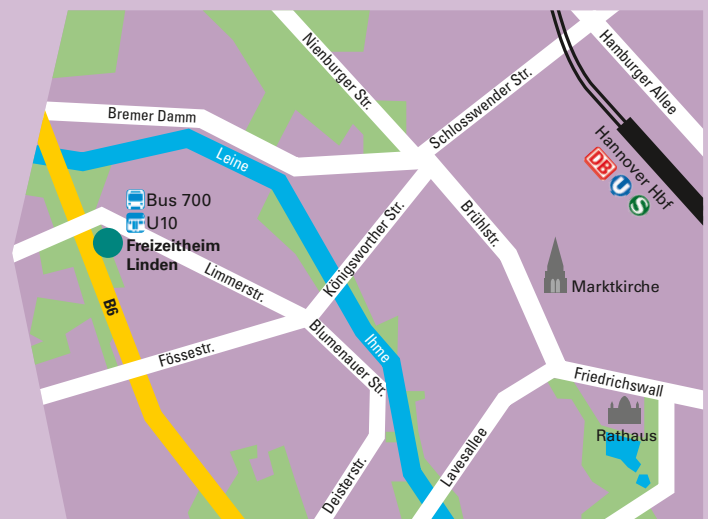 Nienburger Str.
Hamburger Allee
Schlosswender Str.
Bremer Damm
Hannover Hbf
DB
U
S
Leine
Bus 700
U10
Freizeitheim
Linden
Königsworther Str.
Brühlstr.
Limmerstr.
Marktkirche
B6
Fössestr.
Blumenauer Str.
Ihme
Friedrichswall
Rathaus
Lavesallee
Deisterstr.